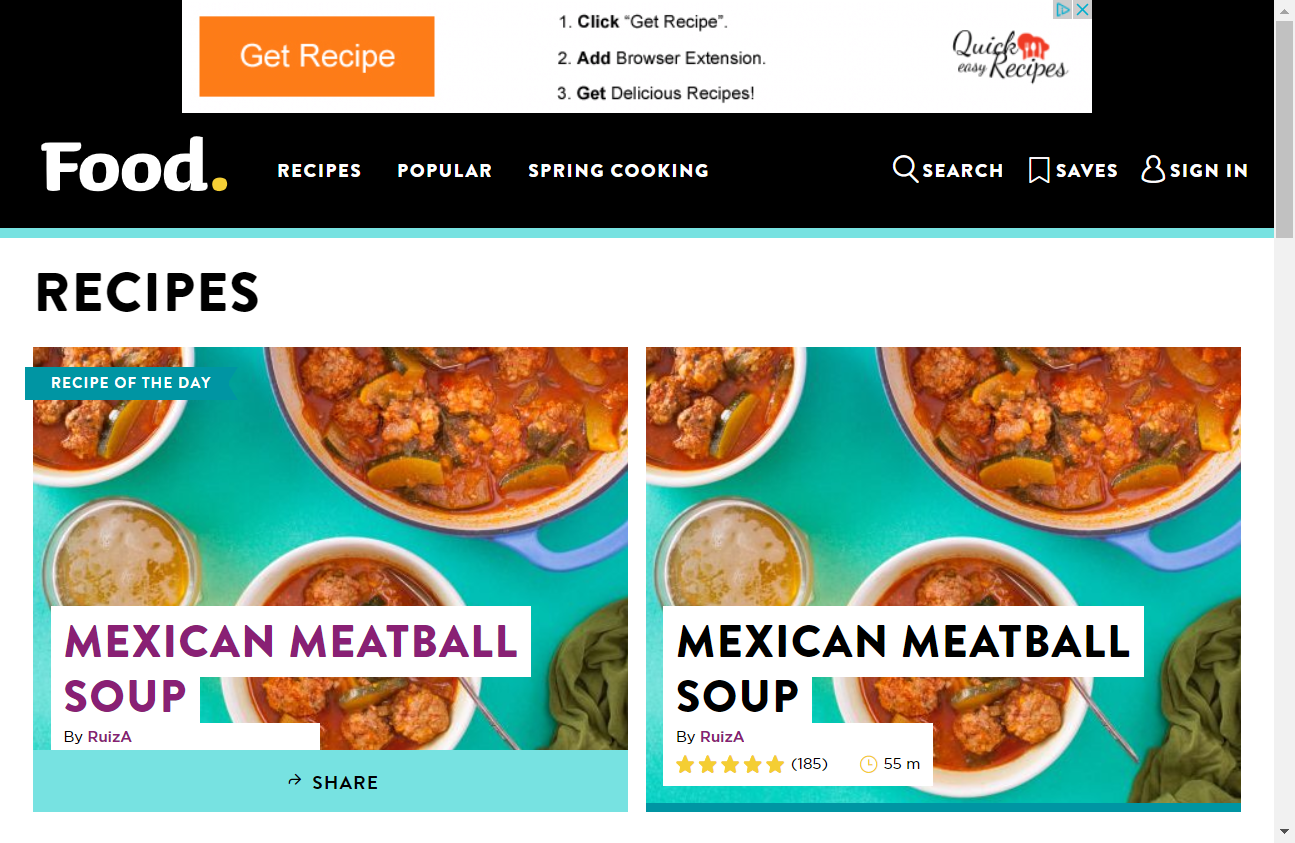 Get Recipe
1. Click “Get Recipe”.
2. Add Browser Extension.
3. Get Delicious Recipes!
Quick
easy Recipes
Food.
RECIPES
POPULAR
SPRING COOKING
SEARCH
SAVES
SIGN IN
RECIPES
RECIPE OF THE DAY
MEXICAN MEATBALL
SOUP
By RuizA
SHARE
MEXICAN MEATBALL
SOUP
By RuizA
(185)
55 m